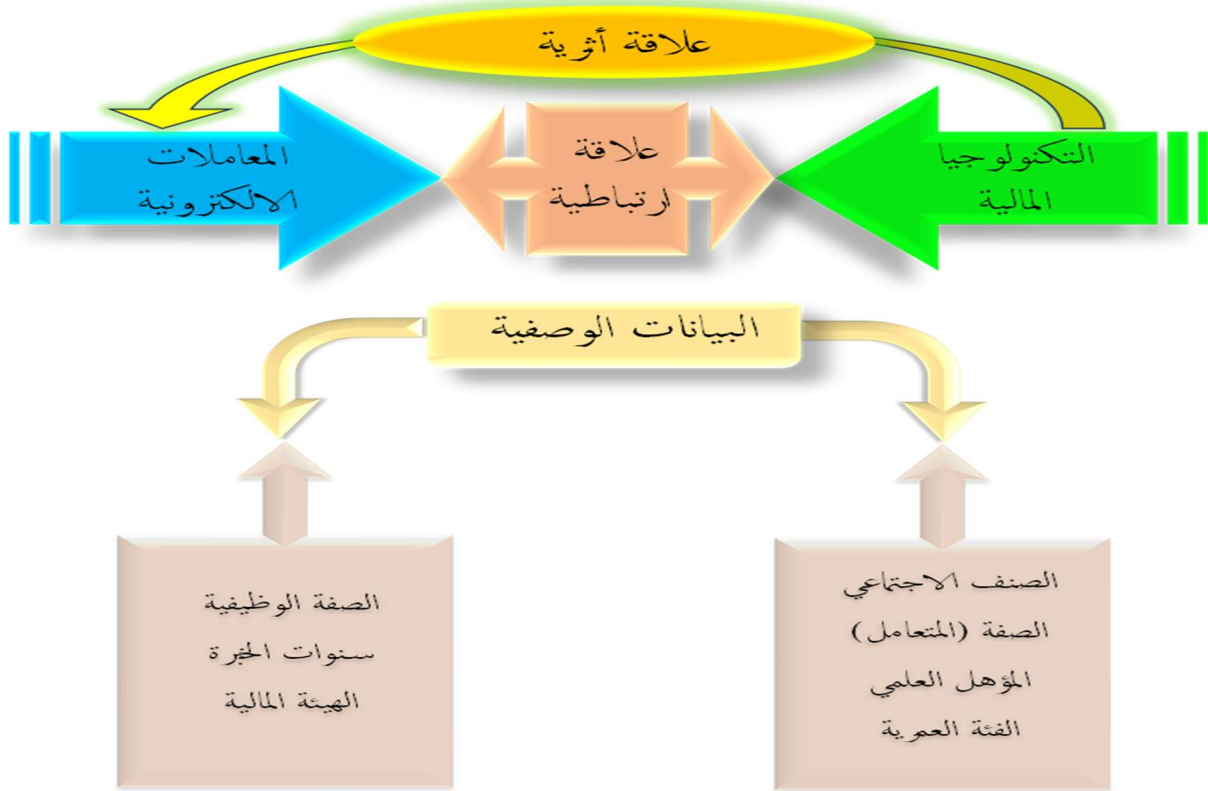 علاقة أثرية
التكنولوجيا
المالية
علاقة
ارتباطية
المعاملات
الالكترونية
البيانات الوصفية
الصنف الاجتماعي
الصفة (المتعامل)
المؤهل العلمي
الفئة العمرية
الصفة الوظيفية
سنوات الخبرة
الهيئة المالية